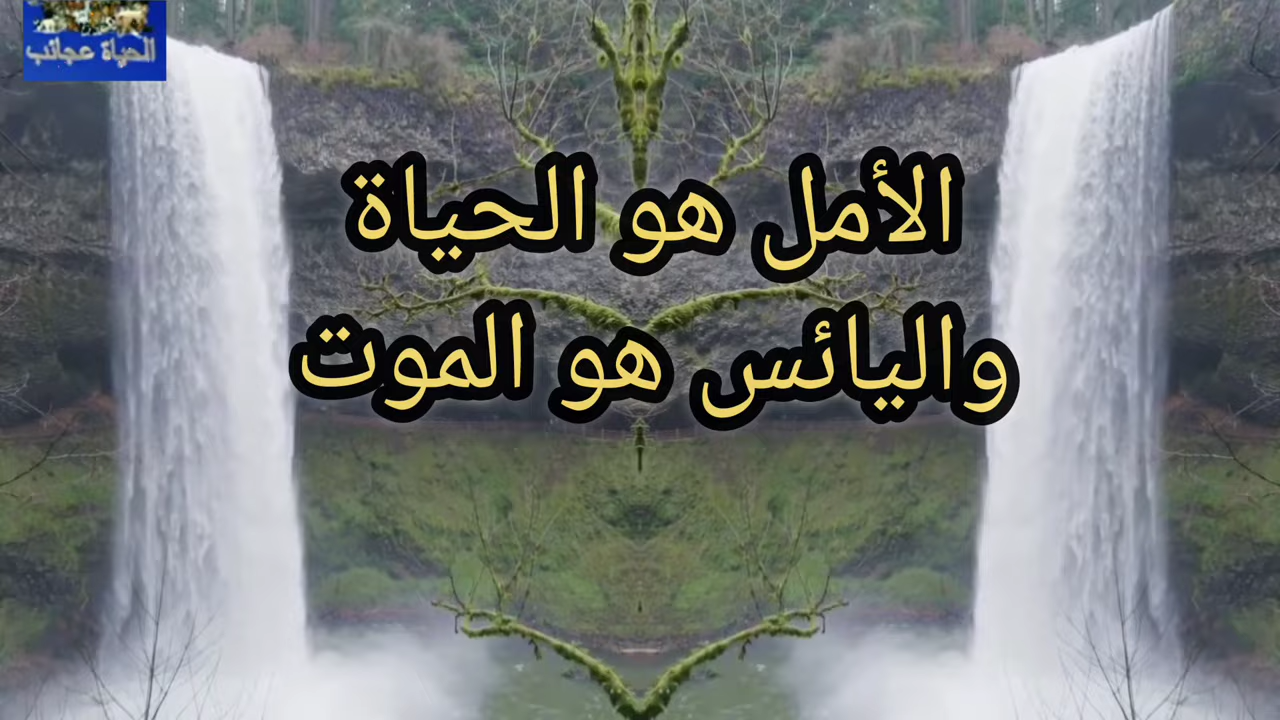 الحياة عجائب
الأمل هو الحياة
واليائس هو الموت